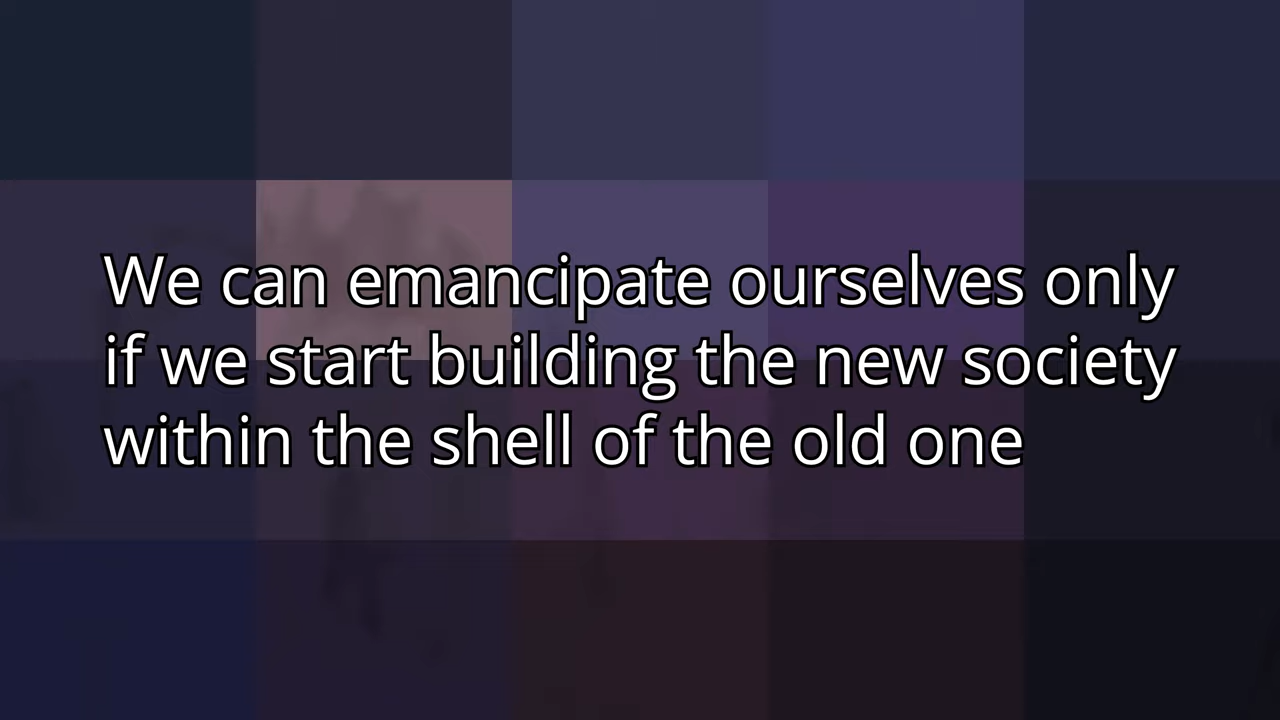 We can emancipate ourselves only
if we start building the new society
within the shell of the old one